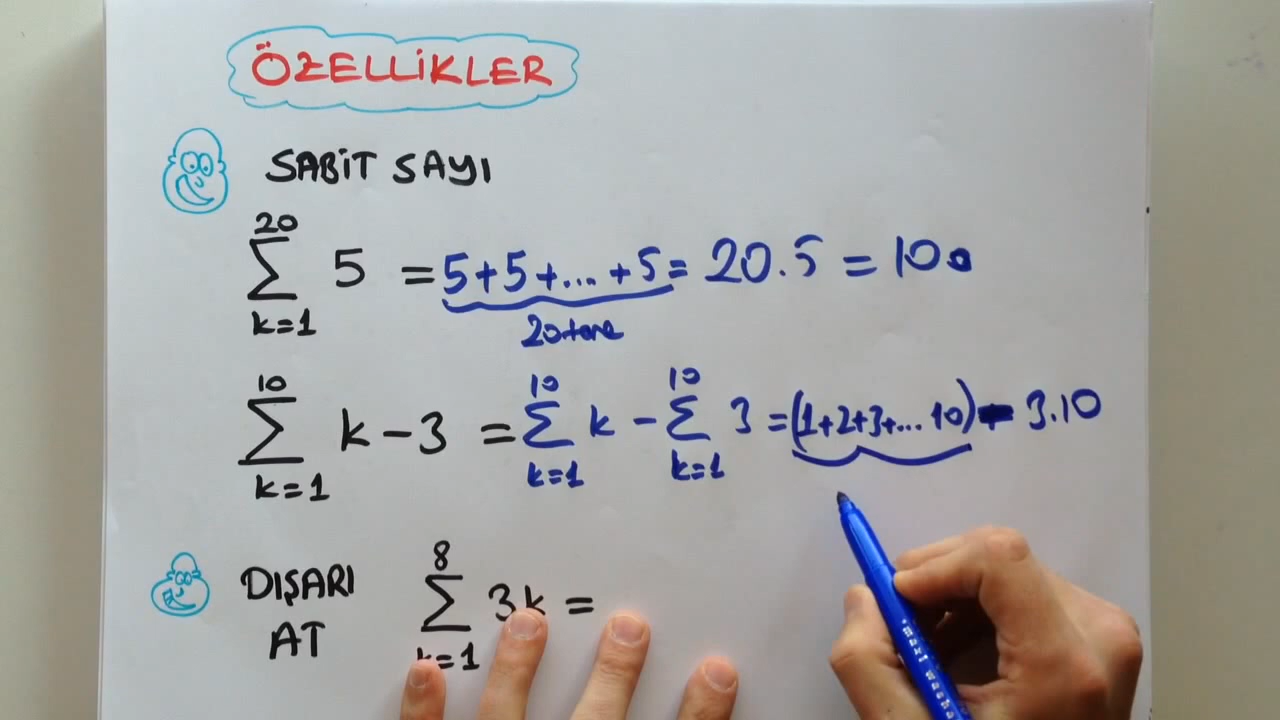 ÖZELLİKLER
SABİT SAYI
20
∑ 5 = 5+5+...+5 = 20.5 = 100
k=1
20 tane
10 10 10
∑ k-3 = ∑ k - ∑ 3 = (1+2+3+...10) - 3.10
k=1 k=1 k=1
8
DIŞARI ∑ 3k =
AT k=1